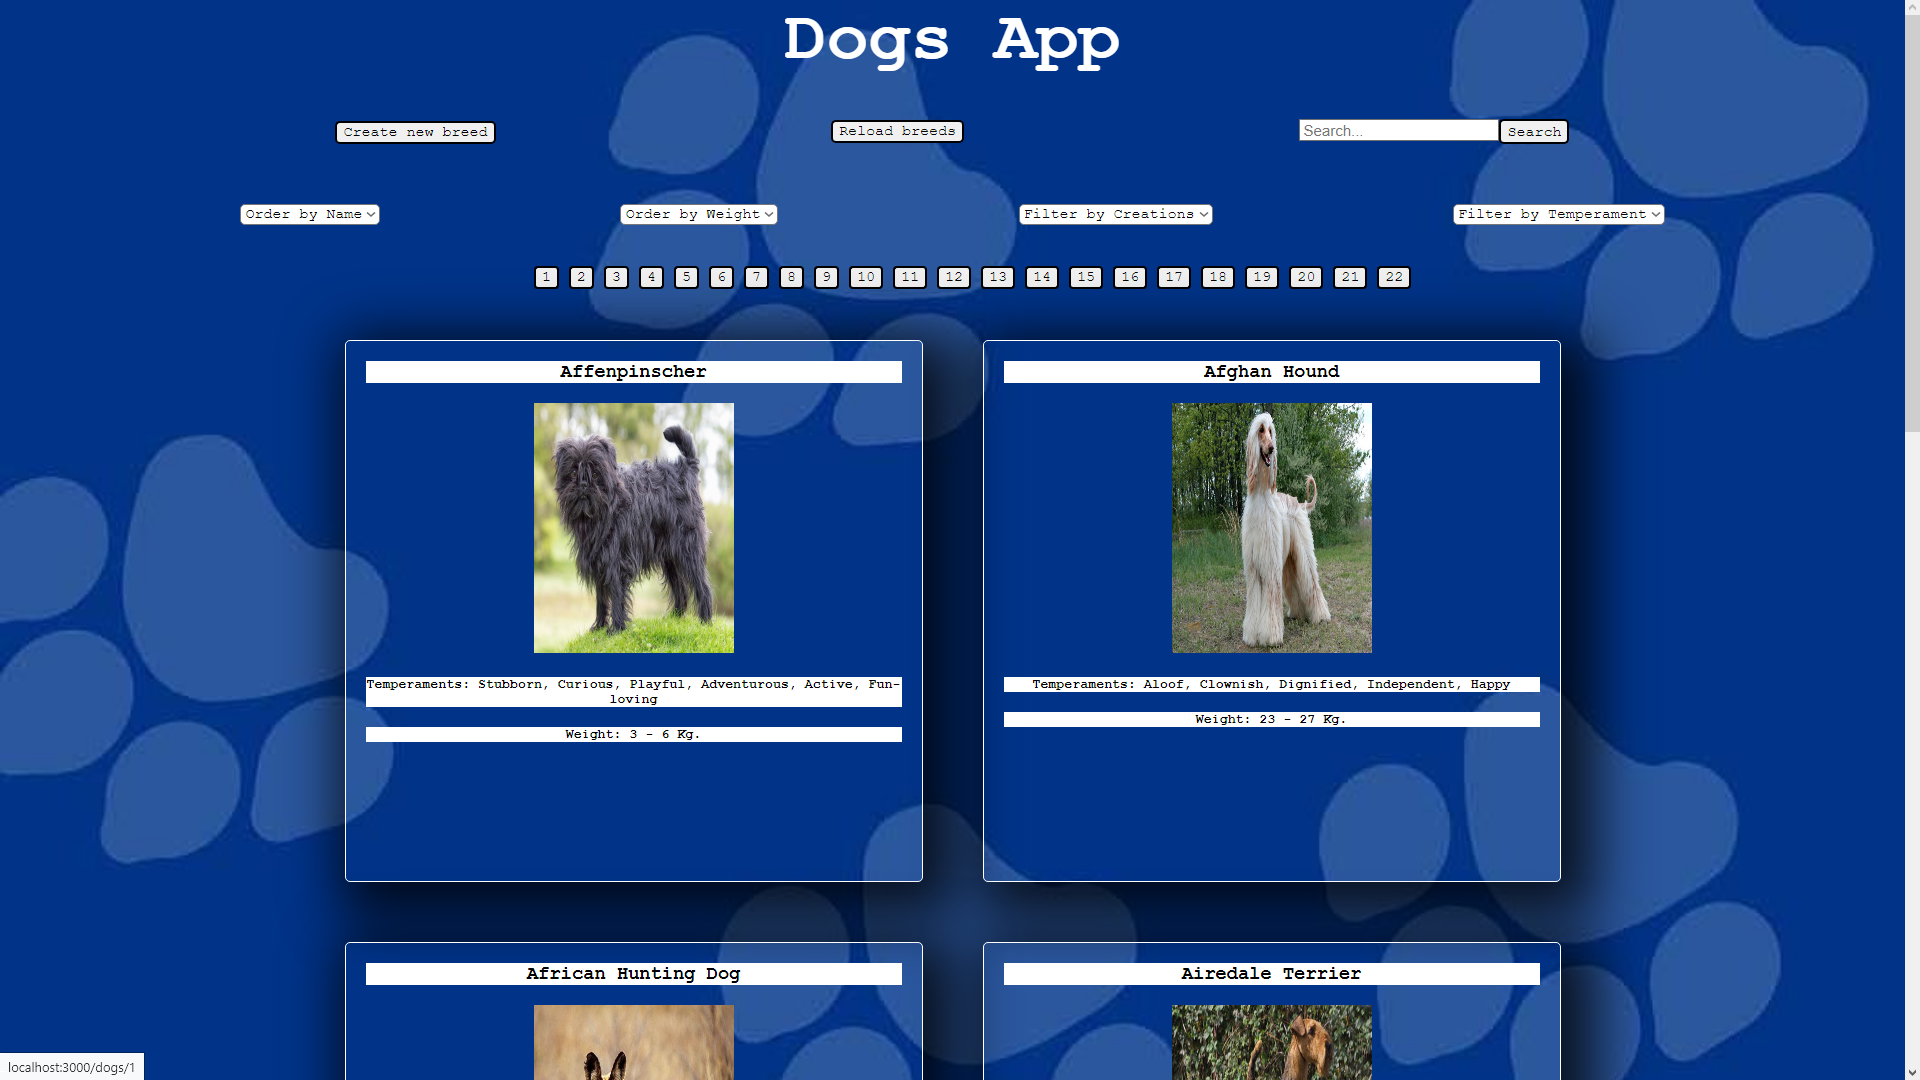 Dogs App
Create new breed
Reload breeds
Search...
Search
Order by Name
Order by Weight
Filter by Creations
Filter by Temperament
1 2 3 4 5 6 7 8 9 10 11 12 13 14 15 16 17 18 19 20 21 22
Affenpinscher
Temperaments: Stubborn, Curious, Playful, Adventurous, Active, Fun-
loving
Weight: 3 - 6 Kg.
Afghan Hound
Temperaments: Aloof, Clownish, Dignified, Independent, Happy
Weight: 23 - 27 Kg.
African Hunting Dog
Airedale Terrier
localhost:3000/dogs/1